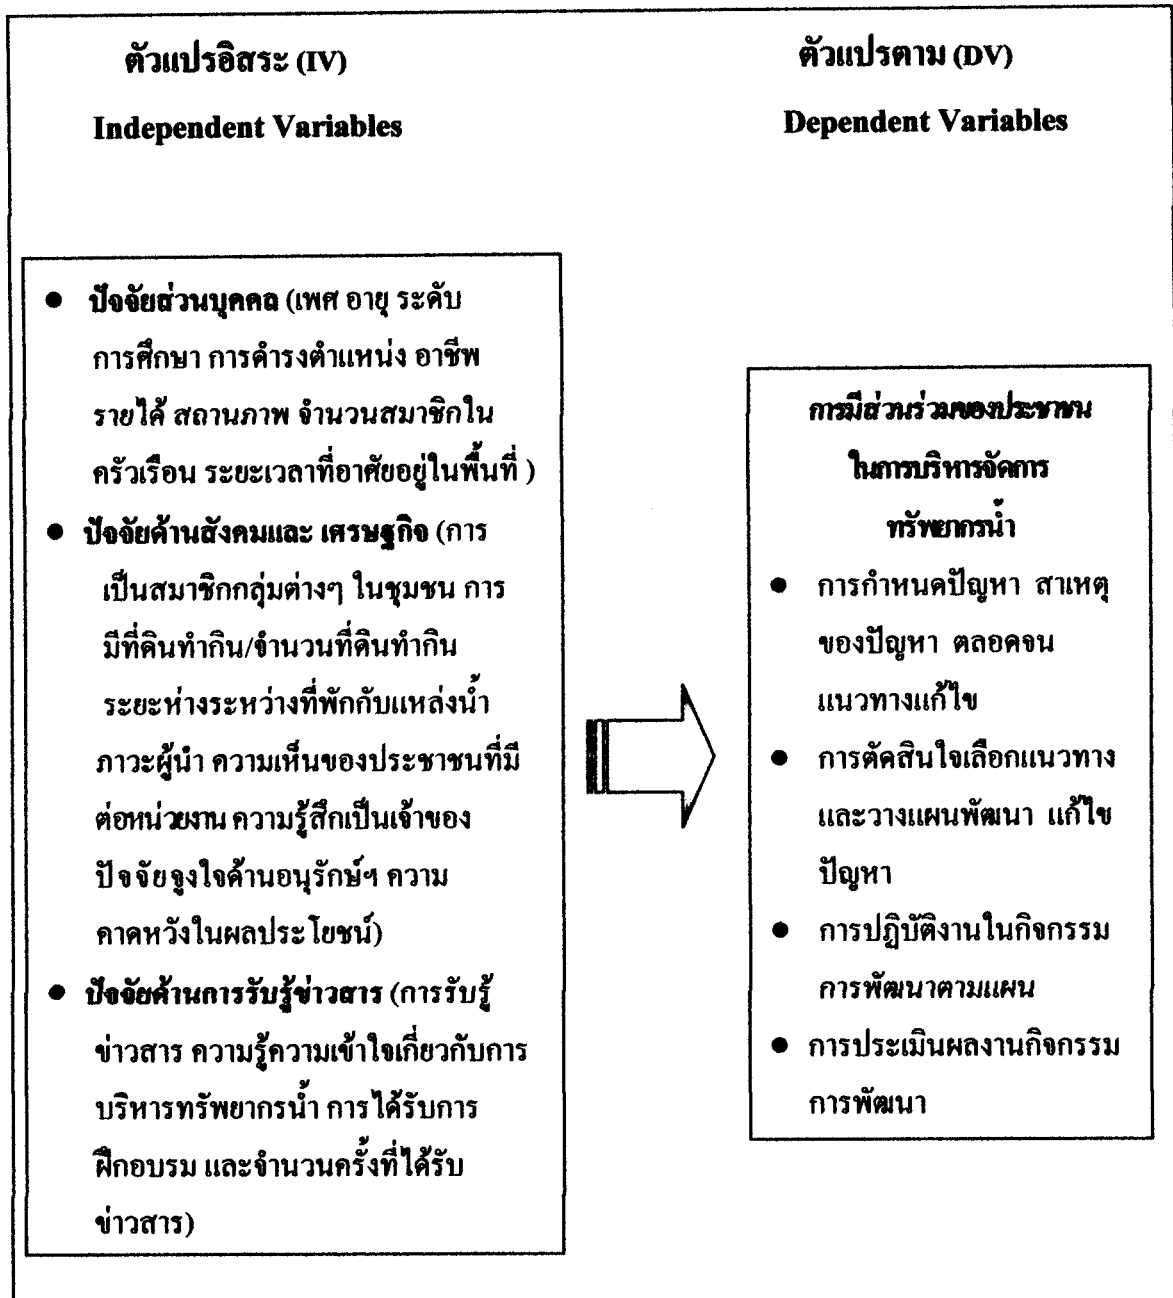 ตัวแปรอิสระ (IV)
Independent Variables
ตัวแปรตาม (DV)
Dependent Variables
● ปัจจัยส่วนบุคคล (เพศ อายุ ระดับ
การศึกษา การดำรงตำแหน่ง อาชีพ
รายได้ สถานภาพ จำนวนสมาชิกใน
ครัวเรือน ระยะเวลาที่อาศัยอยู่ในพื้นที่ )
● ปัจจัยด้านสังคมและ เศรษฐกิจ (การ
เป็นสมาชิกกลุ่มต่างๆ ในชุมชน การ
มีที่ดินทำกิน/จำนวนที่ดินทำกิน
ระยะห่างระหว่างที่พักกับแหล่งน้ำ
ภาวะผู้นำ ความเห็นของประชาชนที่มี
ต่อหน่วยงาน ความรู้สึกเป็นเจ้าของ
ปัจจัยจูงใจด้านอนุรักษ์ฯ ความ
คาดหวังในผลประโยชน์)
● ปัจจัยด้านการรับรู้ข่าวสาร (การรับรู้
ข่าวสาร ความรู้ความเข้าใจเกี่ยวกับการ
บริหารทรัพยากรน้ำ การได้รับการ
ฝึกอบรม และจำนวนครั้งที่ได้รับ
ข่าวสาร)
การมีส่วนร่วมของประชาชน
ในการบริหารจัดการ
ทรัพยากรน้ำ
● การกำหนดปัญหา สาเหตุ
ของปัญหา ตลอดจน
แนวทางแก้ไข
● การตัดสินใจเลือกแนวทาง
และวางแผนพัฒนา แก้ไข
ปัญหา
● การปฏิบัติงานในกิจกรรม
การพัฒนาตามแผน
● การประเมินผลงานกิจกรรม
การพัฒนา